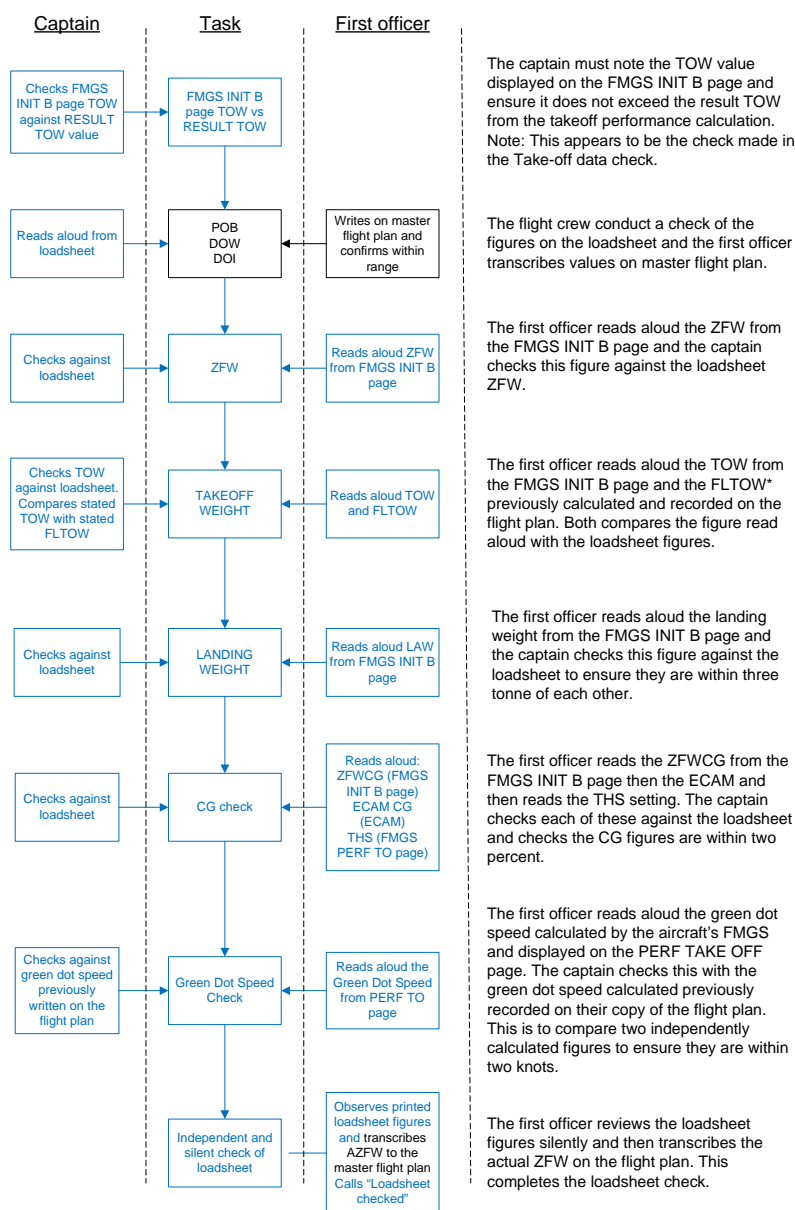 Captain
Task
First officer
Checks FMGS
INIT B page TOW
against RESULT
TOW value
FMGS INIT B
page TOW vs
RESULT TOW
The captain must note the TOW value
displayed on the FMGS INIT B page and
ensure it does not exceed the result TOW
from the takeoff performance calculation.
Note: This appears to be the check made in
the Take-off data check.
Reads aloud from
loadsheet
POB
DOW
DOI
Writes on master
flight plan and
confirms within
range
The flight crew conduct a check of the
figures on the loadsheet and the first officer
transcribes values on master flight plan.
Checks against
loadsheet
ZFW
Reads aloud ZFW
from FMGS INIT B
page
The first officer reads aloud the ZFW from
the FMGS INIT B page and the captain
checks this figure against the loadsheet
ZFW.
Checks TOW
against loadsheet.
Compares stated
TOW with stated
FLTOW
TAKEOFF
WEIGHT
Reads aloud TOW
and FLTOW
The first officer reads aloud the TOW from
the FMGS INIT B page and the FLTOW*
previously calculated and recorded on the
flight plan. Both compares the figure read
aloud with the loadsheet figures.
Checks against
loadsheet
LANDING
WEIGHT
Reads aloud LAW
from FMGS INIT B
page
The first officer reads aloud the landing
weight from the FMGS INIT B page and
the captain checks this figure against the
loadsheet to ensure they are within three
tonne of each other.
Checks against
loadsheet
CG check
Reads aloud:
ZFWCG (FMGS
INIT B page)
ECAM CG
(ECAM)
THS (FMGS
PERF TO page)
The first officer reads the ZFWCG from the
FMGS INIT B page then the ECAM and
then reads the THS setting. The captain
checks each of these against the loadsheet
and checks the CG figures are within two
percent.
Checks against
green dot speed
previously
written on the
flight plan
Green Dot Speed
Check
Reads aloud the
Green Dot Speed
from PERF TO
page
The first officer reads aloud the green dot
speed calculated by the aircraft's FMGS
and displayed on the PERF TAKE OFF
page. The captain checks this with the
green dot speed calculated previously
recorded on their copy of the flight plan.
This is to compare two independently
calculated figures to ensure they are within
two knots.
Independent and
silent check of
loadsheet
Observes printed
loadsheet figures
and transcribes
AZFW to the
master flight plan
Calls “Loadsheet
checked”
The first officer reviews the loadsheet
figures silently and then transcribes the
actual ZFW on the flight plan. This
completes the loadsheet check.